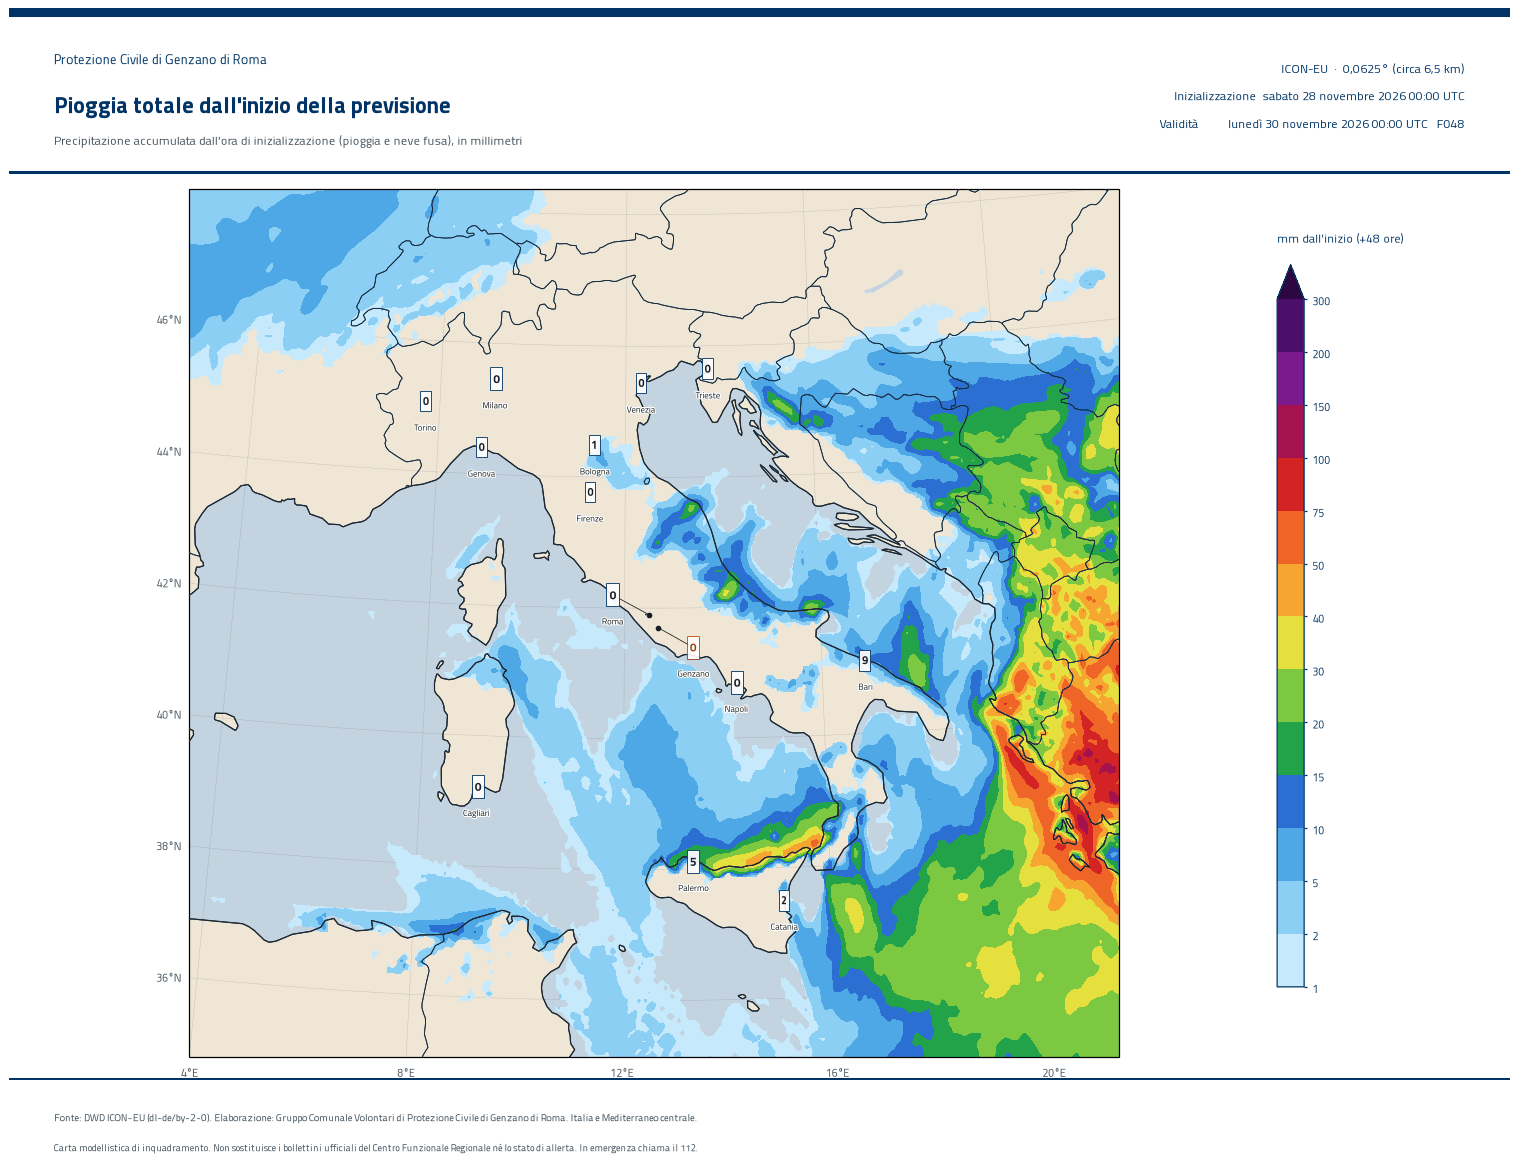 Protezione Civile di Genzano di Roma
Pioggia totale dall'inizio della previsione
Precipitazione accumulata dall'ora di inizializzazione (pioggia e neve fusa), in millimetri
ICON-EU · 0,0625° (circa 6,5 km)
Inizializzazione sabato 28 novembre 2026 00:00 UTC
Validità lunedì 30 novembre 2026 00:00 UTC F048
mm dall'inizio (+48 ore)
300
200
150
100
75
50
40
30
20
15
10
5
2
1
46°N
44°N
42°N
40°N
38°N
36°N
4°E
8°E
12°E
16°E
20°E
0
Trieste
0
Milano
0
Venezia
0
Torino
1
Bologna
0
Genova
0
Firenze
0
Roma
0
Genzano
9
Bari
0
Napoli
0
Cagliari
5
Palermo
2
Catania
Fonte: DWD ICON-EU (dl-de/by-2-0). Elaborazione: Gruppo Comunale Volontari di Protezione Civile di Genzano di Roma. Italia e Mediterraneo centrale.
Carta modellistica di inquadramento. Non sostituisce i bollettini ufficiali del Centro Funzionale Regionale né lo stato di allerta. In emergenza chiama il 112.